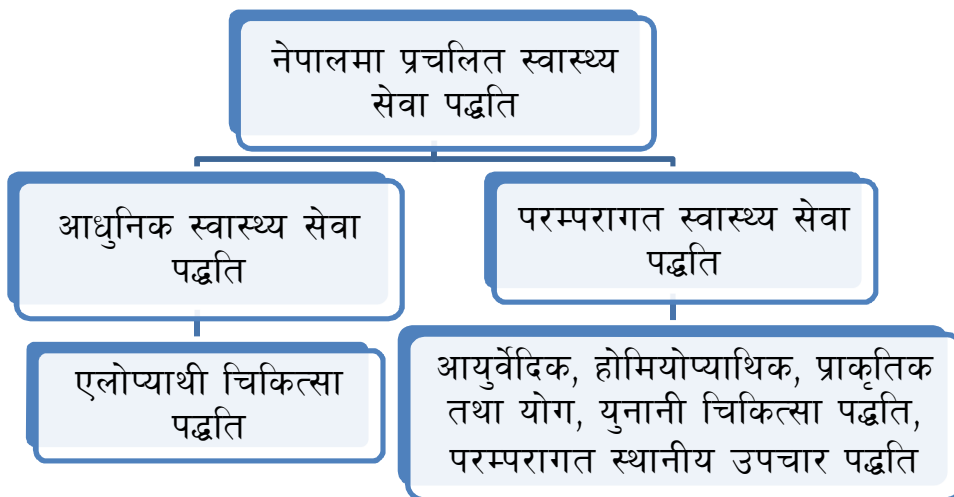 नेपालमा प्रचलित स्वास्थ्य
सेवा पद्धति
आधुनिक स्वास्थ्य सेवा
पद्धति
परम्परागत स्वास्थ्य सेवा
पद्धति
एलोप्याथी चिकित्सा
पद्धति
आयुर्वेदिक, होमियोप्याथिक, प्राकृतिक
तथा योग, युनानी चिकित्सा पद्धति,
परम्परागत स्थानीय उपचार पद्धति